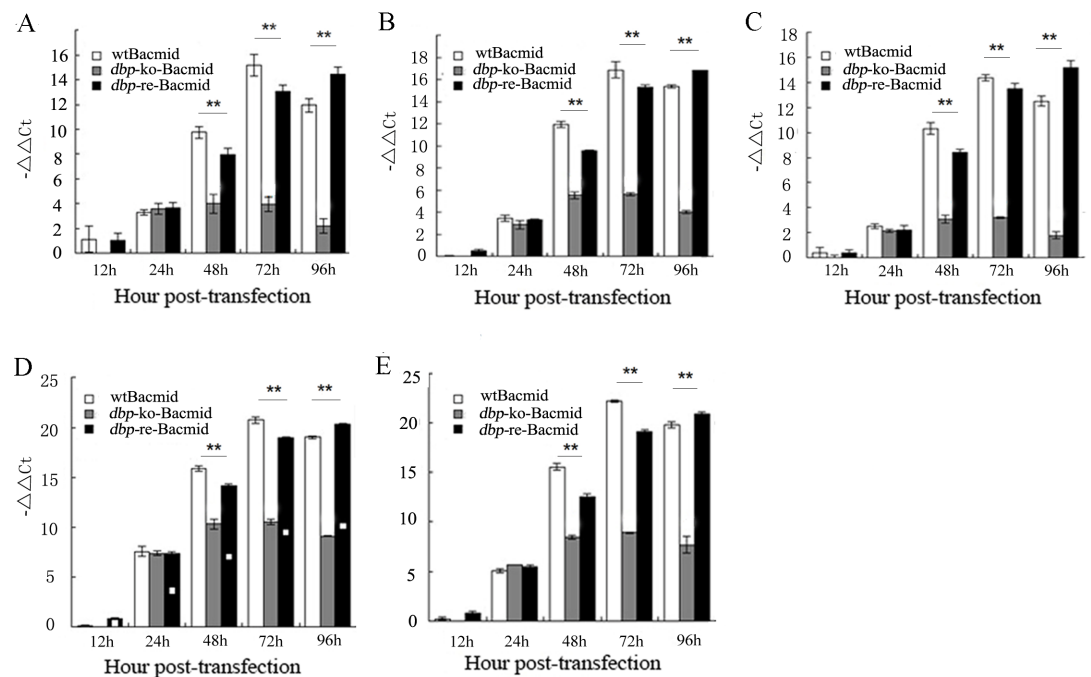 A
-△△Ct
16
14
12
10
8
6
4
2
0
wtBacmid
dbp-ko-Bacmid
dbp-re-Bacmid
**
**
**
12h 24h 48h 72h 96h
Hour post-transfection
B
-△△Ct
18
16
14
12
10
8
6
4
2
0
wtBacmid
dbp-ko-Bacmid
dbp-re-Bacmid
**
**
**
12h 24h 48h 72h 96h
Hour post-transfection
C
-△△Ct
18
16
14
12
10
8
6
4
2
0
wtBacmid
dbp-ko-Bacmid
dbp-re-Bacmid
**
**
**
12h 24h 48h 72h 96h
Hour post-transfection
D
-△△Ct
25
20
15
10
5
0
wtBacmid
dbp-ko-Bacmid
dbp-re-Bacmid
**
**
**
12h 24h 48h 72h 96h
Hour post-transfection
E
25
20
15
10
5
0
wtBacmid
dbp-ko-Bacmid
dbp-re-Bacmid
**
**
**
12h 24h 48h 72h 96h
Hour post-transfection